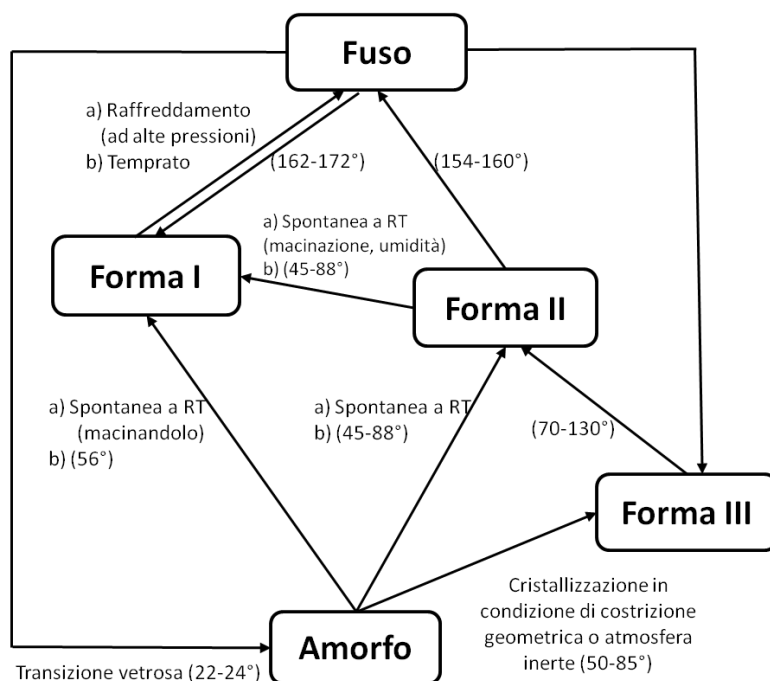 Fuso
a) Raffreddamento
(ad alte pressioni)
b) Temprato
(162-172°)
(154-160°)
a) Spontanea a RT
(macinazione, umidità)
b) (45-88°)
Forma I
Forma II
a) Spontanea a RT
(macinandolo)
b) (56°)
a) Spontanea a RT
b) (45-88°)
(70-130°)
Forma III
Cristallizzazione in
condizione di costrizione
geometrica o atmosfera
inerte (50-85°)
Amorfo
Transizione vetrosa (22-24°)